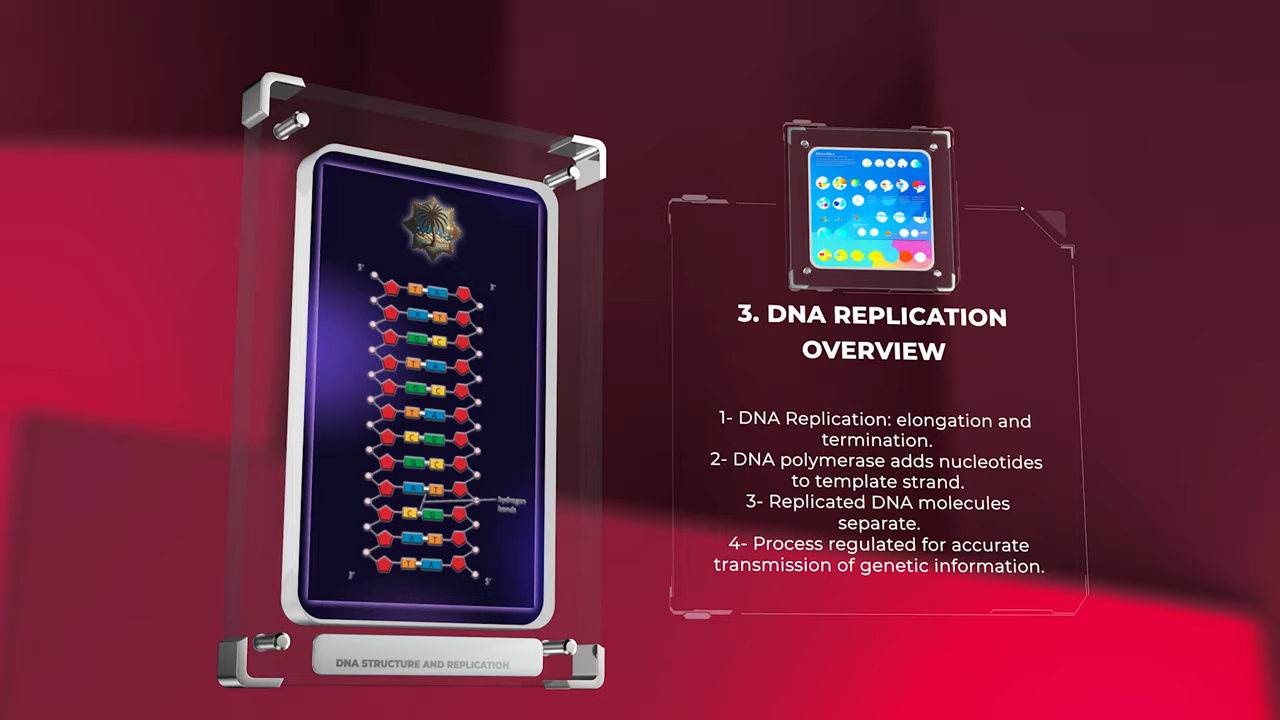 5'
3'
T A
A T
G C
T A
G C
T A
C G
G C
A T
hydrogen
bonds
C G
A T
T A
3'
5'
DNA STRUCTURE AND REPLICATION
3. DNA REPLICATION
OVERVIEW
1- DNA Replication: elongation and
termination.
2- DNA polymerase adds nucleotides
to template strand.
3- Replicated DNA molecules
separate.
4- Process regulated for accurate
transmission of genetic information.